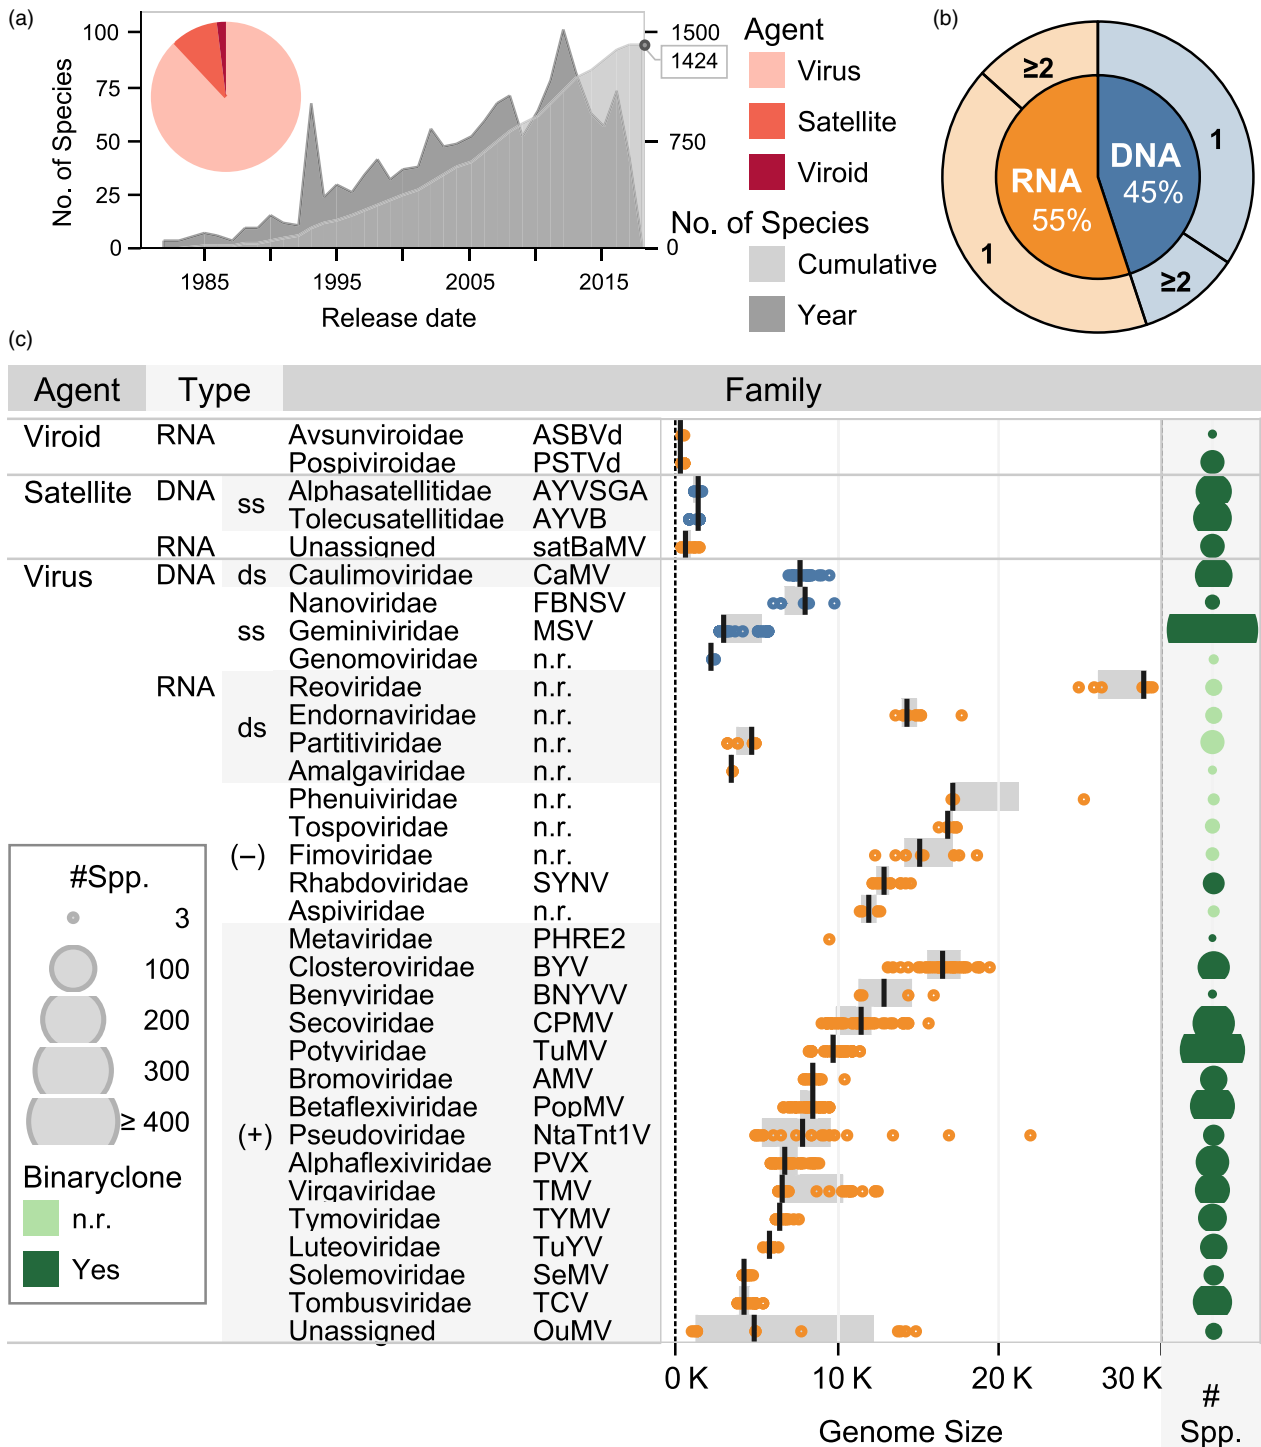 (a)
No. of Species
100
75
50
25
0
1500
1424
750
0
1985
1995
2005
2015
Release date
Agent
Virus
Satellite
Viroid
No. of Species
Cumulative
Year
(b)
≥2
1
RNA
55%
DNA
45%
1
≥2
(c)
Agent Type Family
Viroid RNA Avsunviroidae ASBVd
Pospiviroidae PSTVd
Satellite DNA ss Alphasatellitidae AYVSGA
Tolecusatellitidae AYVB
RNA Unassigned satBaMV
Virus DNA ds Caulimoviridae CaMV
Nanoviridae FBNSV
ss Geminiviridae MSV
Genomoviridae n.r.
RNA Reoviridae n.r.
Endornaviridae n.r.
ds Partitiviridae n.r.
Amalgaviridae n.r.
Phenuiviridae n.r.
Tospoviridae n.r.
(–) Fimoviridae n.r.
Rhabdoviridae SYNV
Aspiviridae n.r.
Metaviridae PHRE2
Closteroviridae BYV
Benyviridae BNYVV
Secoviridae CPMV
Potyviridae TuMV
Bromoviridae AMV
Betaflexiviridae PopMV
(+) Pseudoviridae NtaTnt1V
Alphaflexiviridae PVX
Virgaviridae TMV
Tymoviridae TYMV
Luteoviridae TuYV
Solemoviridae SeMV
Tombusviridae TCV
Unassigned OuMV
#Spp.
3
100
200
300
≥ 400
Binaryclone
n.r.
Yes
0 K 10 K 20 K 30 K
Genome Size
#
Spp.